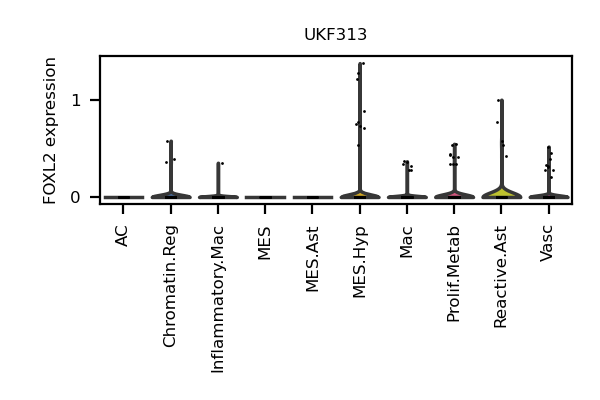 UKF313
FOXL2 expression
1
0
AC
Chromatin.Reg
Inflammatory.Mac
MES
MES.Ast
MES.Hyp
Mac
Prolif.Metab
Reactive.Ast
Vasc